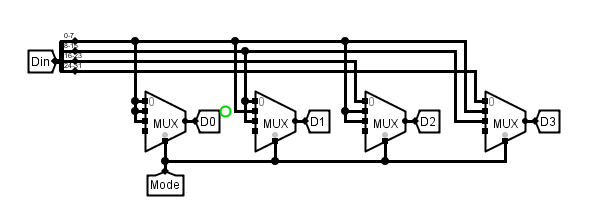 0-7
8-15
16-23
24-31
Din
0
0
0
0
MUX
D0
MUX
D1
MUX
D2
MUX
D3
Mode